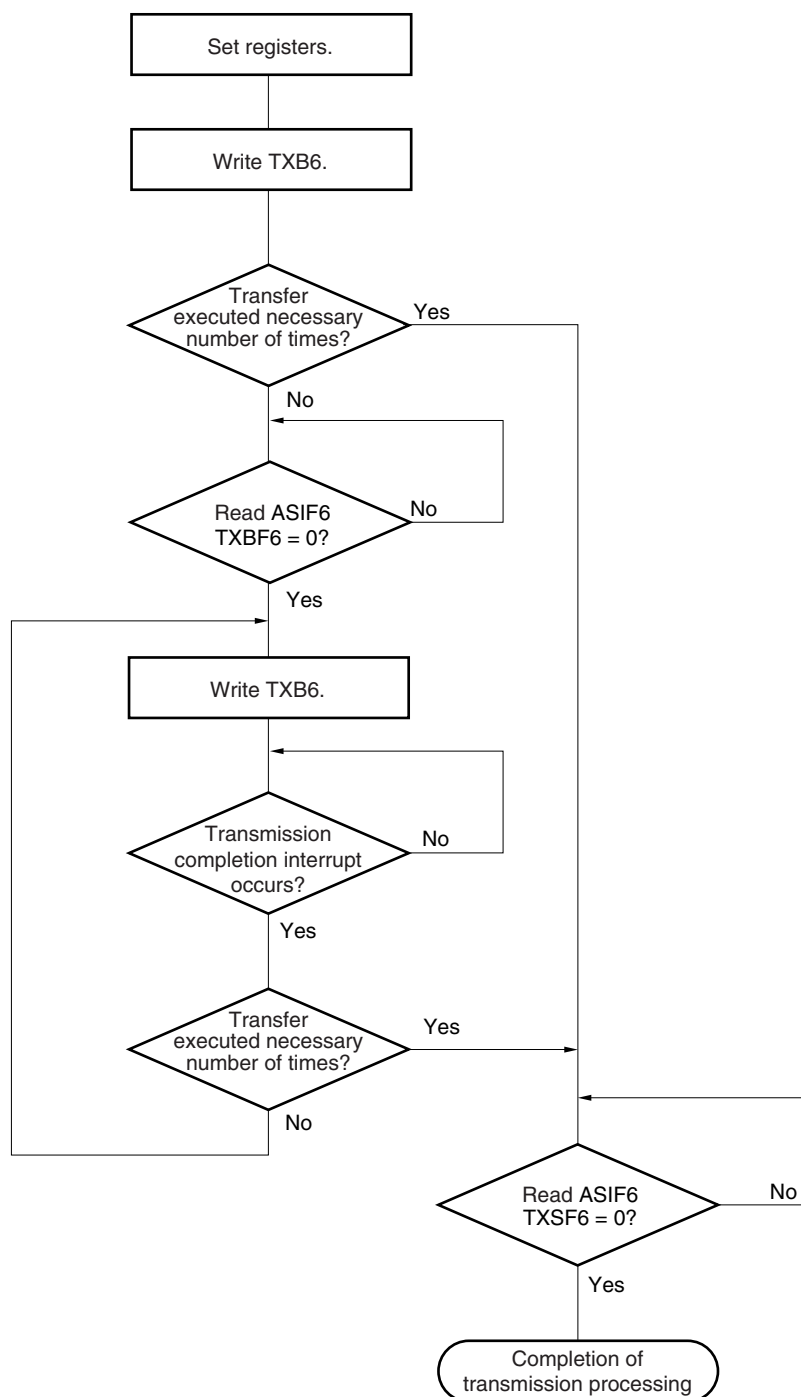 Set registers.
Write TXB6.
Transfer
executed necessary
number of times?
Yes
No
Read ASIF6
TXBF6 = 0?
No
Yes
Write TXB6.
Transmission
completion interrupt
occurs?
No
Yes
Transfer
executed necessary
number of times?
Yes
No
Read ASIF6
TXSF6 = 0?
No
Yes
Completion of
transmission processing